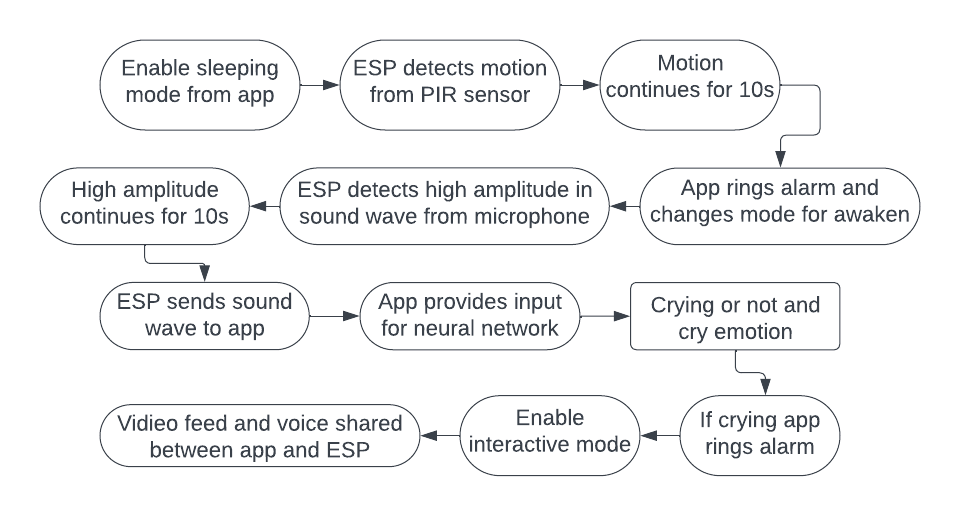 Enable sleeping
mode from app
ESP detects motion
from PIR sensor
Motion
continues for 10s
App rings alarm and
changes mode for awaken
ESP detects high amplitude in
sound wave from microphone
High amplitude
continues for 10s
ESP sends sound
wave to app
App provides input
for neural network
Crying or not and
cry emotion
If crying app
rings alarm
Enable
interactive mode
Vidieo feed and voice shared
between app and ESP